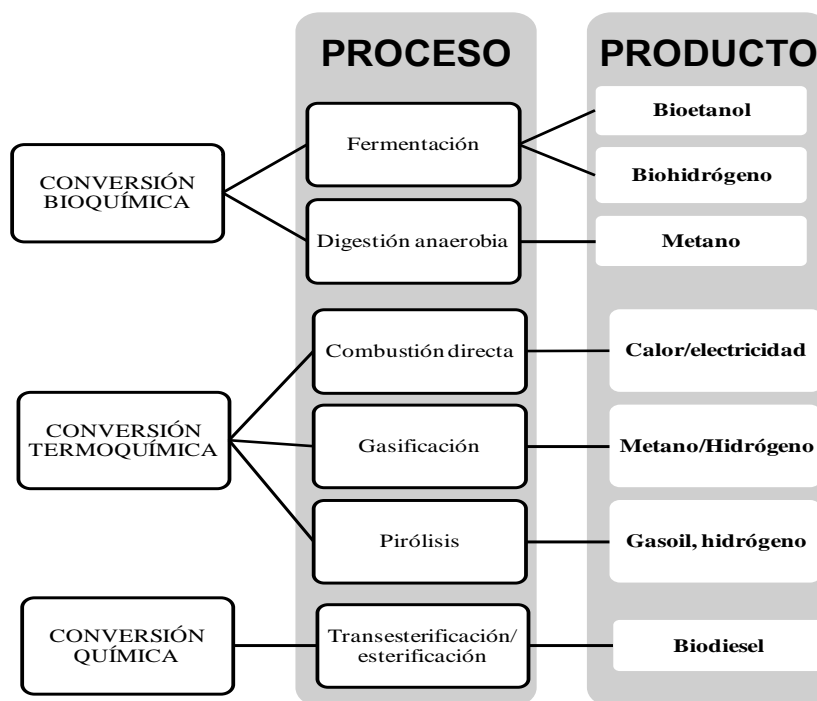 PROCESO
PRODUCTO
CONVERSIÓN
BIOQUÍMICA
Fermentación
Bioetanol
Biohidrógeno
Digestión anaerobia
Metano
CONVERSIÓN
TERMOQUÍMICA
Combustión directa
Calor/electricidad
Gasificación
Metano/Hidrógeno
Pirólisis
Gasoil, hidrógeno
CONVERSIÓN
QUÍMICA
Transesterificación/
esterificación
Biodiesel